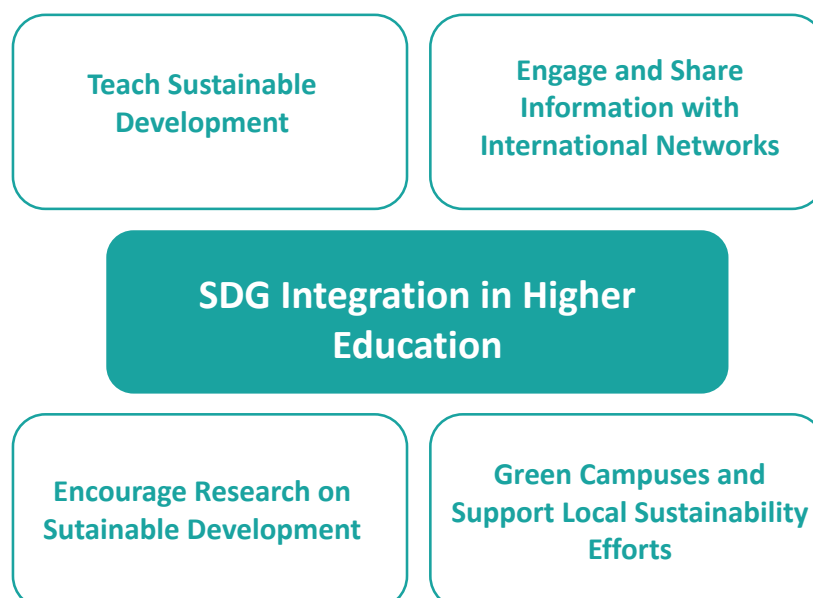 Teach Sustainable
Development
Engage and Share
Information with
International Networks
SDG Integration in Higher
Education
Encourage Research on
Sutainable Development
Green Campuses and
Support Local Sustainability
Efforts